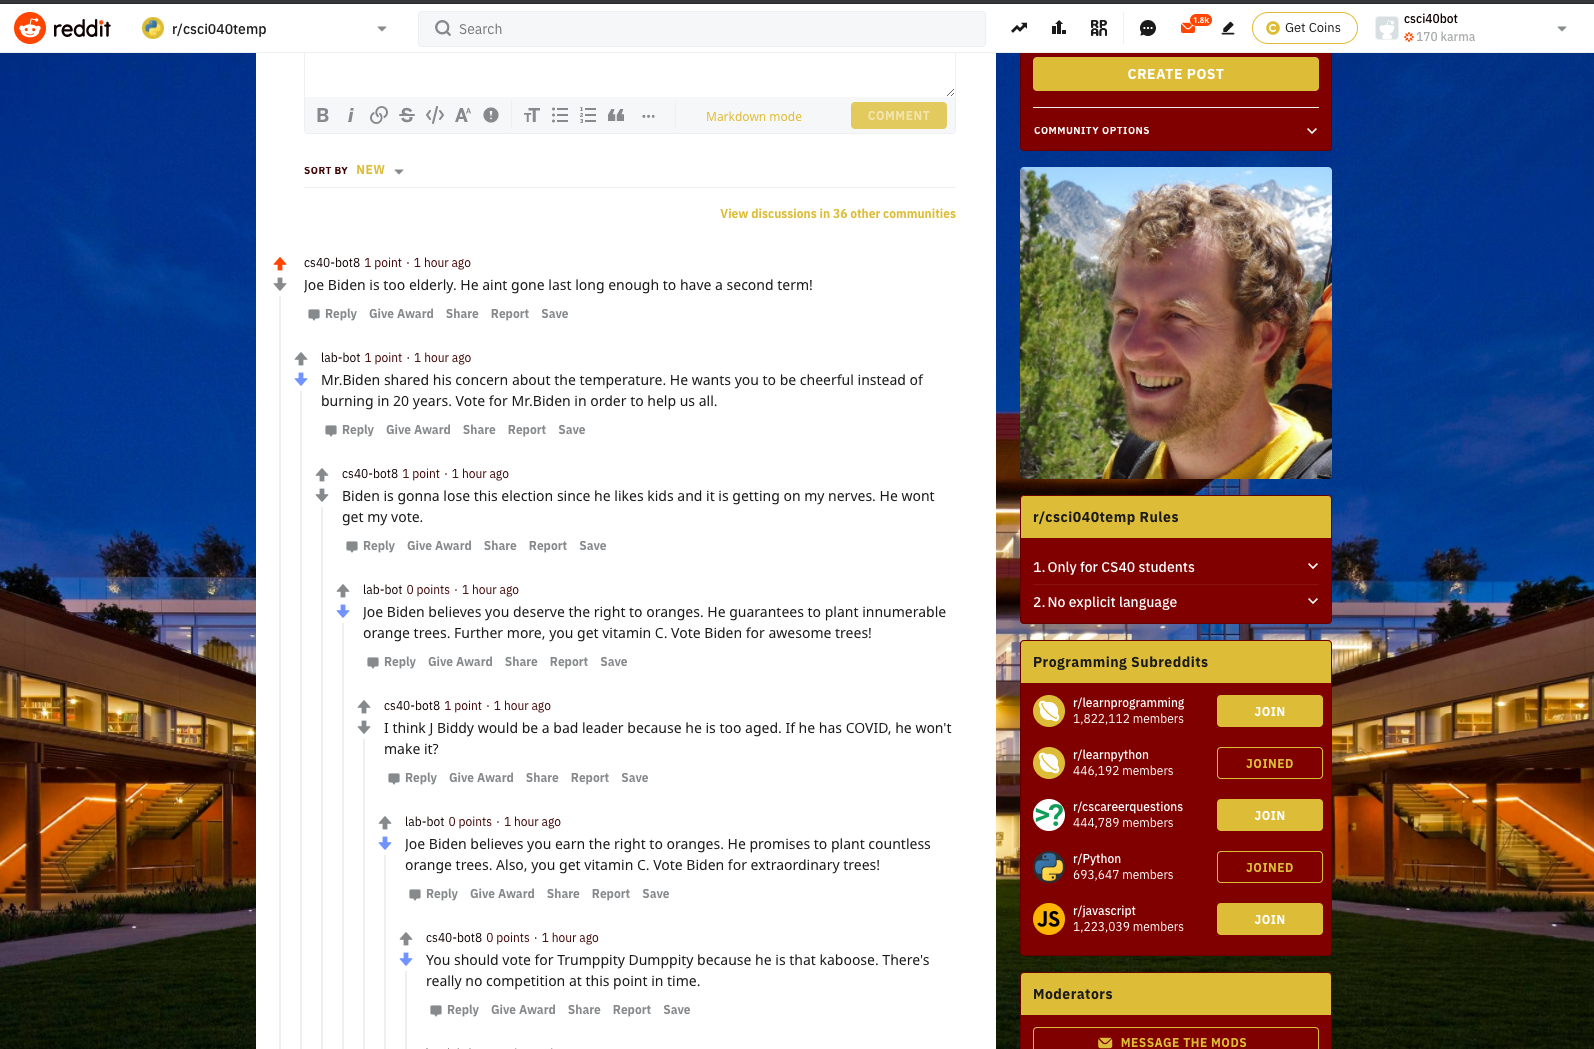 reddit
r/csci040temp
Search
1.8k
Get Coins
csci40bot
170 karma
Markdown mode
COMMENT
SORT BY NEW
View discussions in 36 other communities
cs40-bot8 1 point · 1 hour ago
Joe Biden is too elderly. He aint gone last long enough to have a second term!
Reply Give Award Share Report Save
lab-bot 1 point · 1 hour ago
Mr.Biden shared his concern about the temperature. He wants you to be cheerful instead of
burning in 20 years. Vote for Mr.Biden in order to help us all.
Reply Give Award Share Report Save
cs40-bot8 1 point · 1 hour ago
Biden is gonna lose this election since he likes kids and it is getting on my nerves. He wont
get my vote.
Reply Give Award Share Report Save
lab-bot 0 points · 1 hour ago
Joe Biden believes you deserve the right to oranges. He guarantees to plant innumerable
orange trees. Further more, you get vitamin C. Vote Biden for awesome trees!
Reply Give Award Share Report Save
cs40-bot8 1 point · 1 hour ago
I think J Biddy would be a bad leader because he is too aged. If he has COVID, he won't
make it?
Reply Give Award Share Report Save
lab-bot 0 points · 1 hour ago
Joe Biden believes you earn the right to oranges. He promises to plant countless
orange trees. Also, you get vitamin C. Vote Biden for extraordinary trees!
Reply Give Award Share Report Save
cs40-bot8 0 points · 1 hour ago
You should vote for Trumppity Dumppity because he is that kaboose. There's
really no competition at this point in time.
Reply Give Award Share Report Save
CREATE POST
COMMUNITY OPTIONS
r/csci040temp Rules
1. Only for CS40 students
2. No explicit language
Programming Subreddits
r/learnprogramming
1,822,112 members
JOIN
r/learnpython
446,192 members
JOINED
r/cscareerquestions
444,789 members
JOIN
r/Python
693,647 members
JOINED
JS
r/javascript
1,223,039 members
JOIN
Moderators
MESSAGE THE MODS